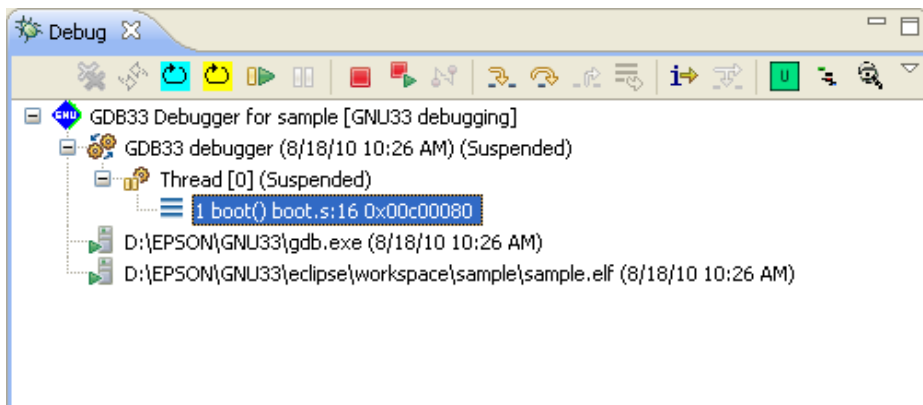 Debug
i
U
GNU GDB33 Debugger for sample [GNU33 debugging]
GDB33 debugger (8/18/10 10:26 AM) (Suspended)
Thread [0] (Suspended)
1 boot() boot.s:16 0x00c00080
D:\EPSON\GNU33\gdb.exe (8/18/10 10:26 AM)
D:\EPSON\GNU33\eclipse\workspace\sample\sample.elf (8/18/10 10:26 AM)